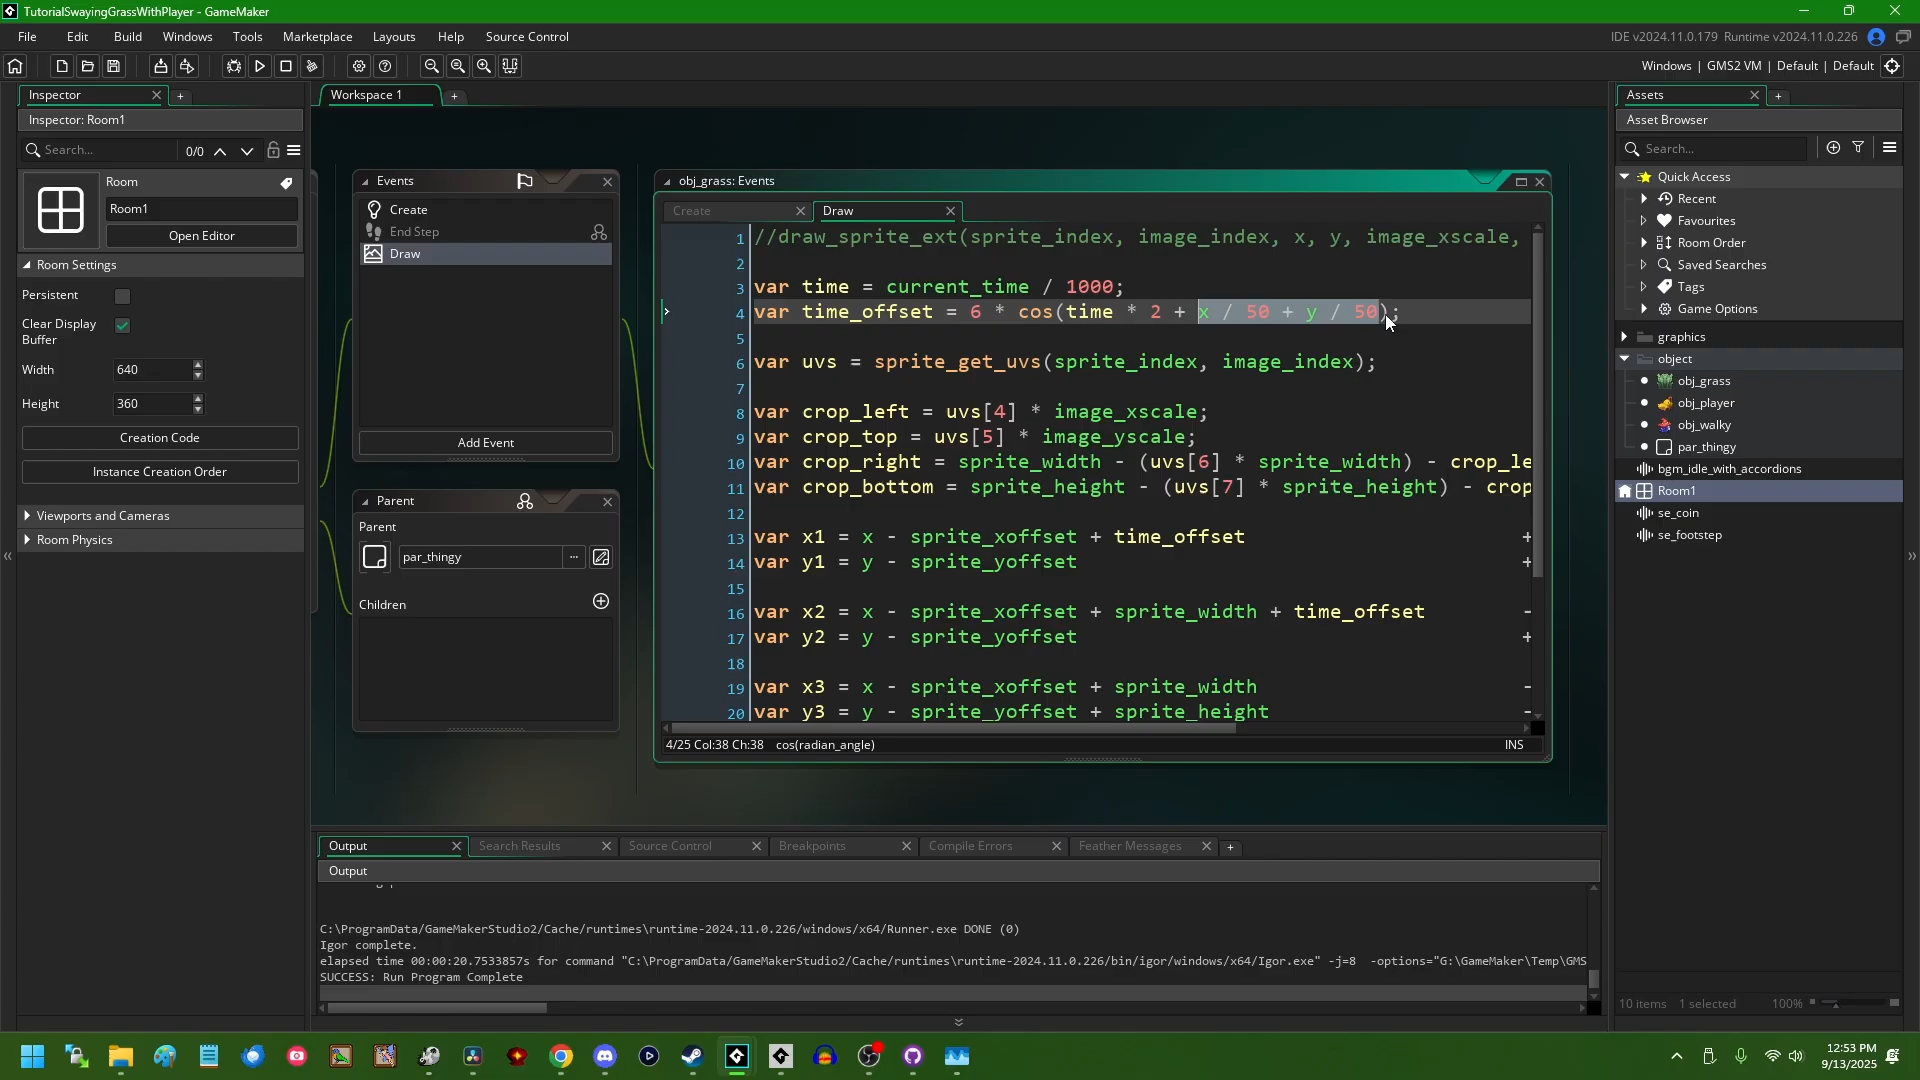 TutorialSwayingGrassWithPlayer - GameMaker
File Edit Build Windows Tools Marketplace Layouts Help Source Control
IDE v2024.11.0.179 Runtime v2024.11.0.226
Windows | GMS2 VM | Default | Default
Inspector
Inspector: Room1
Search... 0/0
Room
Room1
Open Editor
Room Settings
Persistent
Clear Display
Buffer
Width 640
Height 360
Creation Code
Instance Creation Order
Viewports and Cameras
Room Physics
Workspace 1
Events
Create
End Step
Draw
Add Event
Parent
Parent
par_thingy
Children
obj_grass: Events
Create Draw
1 //draw_sprite_ext(sprite_index, image_index, x, y, image_xscale,
2
3 var time = current_time / 1000;
4 var time_offset = 6 * cos(time * 2 + x / 50 + y / 50);
5
6 var uvs = sprite_get_uvs(sprite_index, image_index);
7
8 var crop_left = uvs[4] * image_xscale;
9 var crop_top = uvs[5] * image_yscale;
10 var crop_right = sprite_width - (uvs[6] * sprite_width) - crop_le
11 var crop_bottom = sprite_height - (uvs[7] * sprite_height) - crop
12
13 var x1 = x - sprite_xoffset + time_offset +
14 var y1 = y - sprite_yoffset +
15
16 var x2 = x - sprite_xoffset + sprite_width + time_offset -
17 var y2 = y - sprite_yoffset +
18
19 var x3 = x - sprite_xoffset + sprite_width -
20 var y3 = y - sprite_yoffset + sprite_height -
4/25 Col:38 Ch:38 cos(radian_angle) INS
Output Search Results Source Control Breakpoints Compile Errors Feather Messages
Output
C:\ProgramData/GameMakerStudio2/Cache/runtimes\runtime-2024.11.0.226/windows/x64/Runner.exe DONE (0)
Igor complete.
elapsed time 00:00:20.7533857s for command "C:\ProgramData/GameMakerStudio2/Cache/runtimes\runtime-2024.11.0.226/bin/igor/windows/x64/Igor.exe" -j=8 -options="G:\GameMaker\Temp\GMS
SUCCESS: Run Program Complete
Assets
Asset Browser
Search...
Quick Access
Recent
Favourites
Room Order
Saved Searches
Tags
Game Options
graphics
object
obj_grass
obj_player
obj_walky
par_thingy
bgm_idle_with_accordions
Room1
se_coin
se_footstep
10 items 1 selected 100%
12:53 PM
9/13/2025